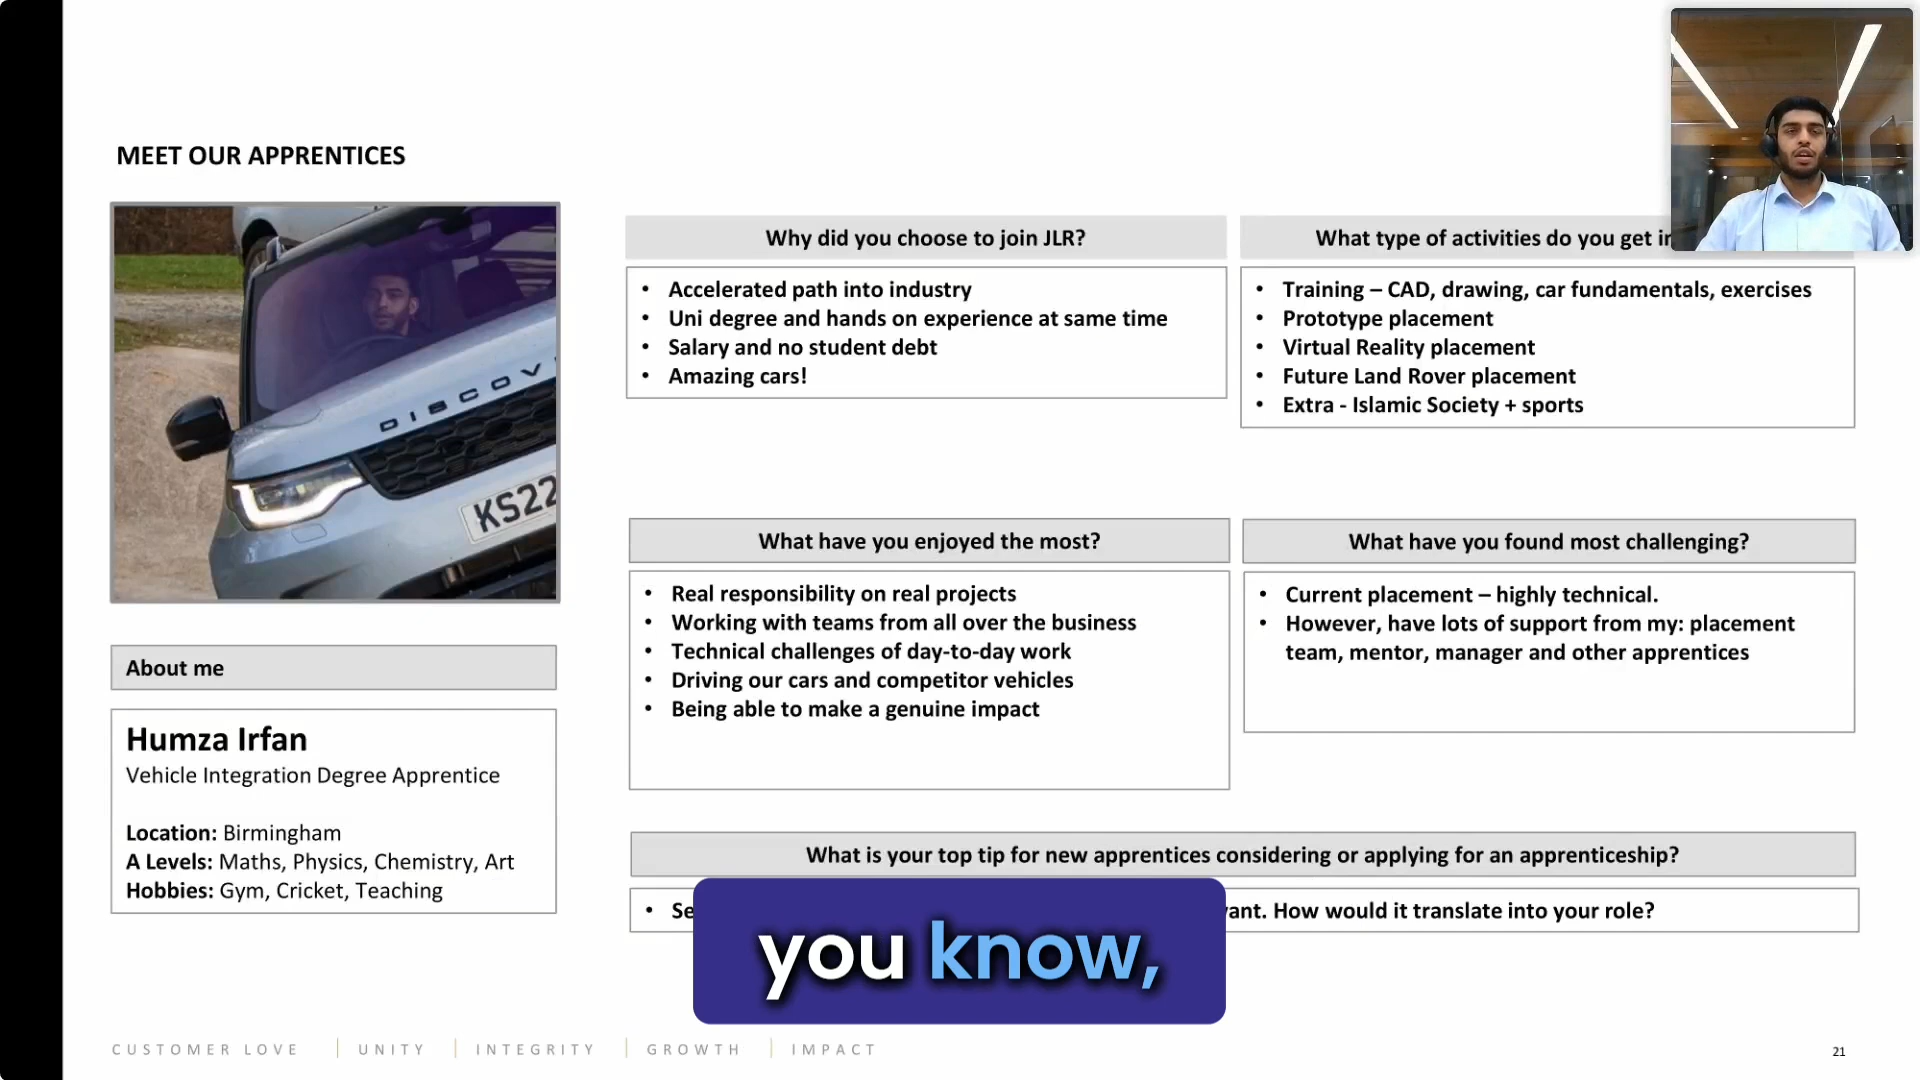 MEET OUR APPRENTICES
DISCOV
KS22
About me
Humza Irfan
Vehicle Integration Degree Apprentice
Location: Birmingham
A Levels: Maths, Physics, Chemistry, Art
Hobbies: Gym, Cricket, Teaching
Why did you choose to join JLR?
• Accelerated path into industry
• Uni degree and hands on experience at same time
• Salary and no student debt
• Amazing cars!
What type of activities do you get
• Training – CAD, drawing, car fundamentals, exercises
• Prototype placement
• Virtual Reality placement
• Future Land Rover placement
• Extra - Islamic Society + sports
What have you enjoyed the most?
• Real responsibility on real projects
• Working with teams from all over the business
• Technical challenges of day-to-day work
• Driving our cars and competitor vehicles
• Being able to make a genuine impact
What have you found most challenging?
• Current placement – highly technical.
• However, have lots of support from my: placement
team, mentor, manager and other apprentices
What is your top tip for new apprentices considering or applying for an apprenticeship?
• How would it translate into your role?
you know,
CUSTOMER LOVE | UNITY | INTEGRITY | GROWTH | IMPACT
21